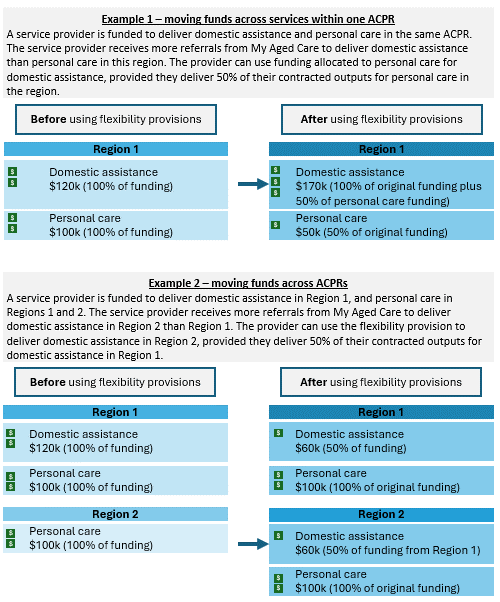 Example 1 – moving funds across services within one ACPR
A service provider is funded to deliver domestic assistance and personal care in the same ACPR.
The service provider receives more referrals from My Aged Care to deliver domestic assistance
than personal care in this region. The provider can use funding allocated to personal care for
domestic assistance, provided they deliver 50% of their contracted outputs for personal care in
the region.
Before using flexibility provisions
After using flexibility provisions
Region 1
Region 1
$
$
Domestic assistance
$120k (100% of funding)
$
$
$
Domestic assistance
$170k (100% of original funding plus
50% of personal care funding)
$
$
Personal care
$100k (100% of funding)
$
Personal care
$50k (50% of original funding)
Example 2 – moving funds across ACPRs
A service provider is funded to deliver domestic assistance in Region 1, and personal care in
Regions 1 and 2. The service provider receives more referrals from My Aged Care to deliver
domestic assistance in Region 2 than Region 1. The provider can use the flexibility provision to
deliver domestic assistance in Region 2, provided they deliver 50% of their contracted outputs for
domestic assistance in Region 1.
Before using flexibility provisions
After using flexibility provisions
Region 1
Region 1
$
$
Domestic assistance
$120k (100% of funding)
$
Domestic assistance
$60k (50% of funding)
$
$
Personal care
$100k (100% of funding)
$
$
Personal care
$100k (100% of original funding)
Region 2
Region 2
$
$
Personal care
$100k (100% of funding)
$
Domestic assistance
$60k (50% of funding from Region 1)
$
$
Personal care
$100k (100% of original funding)